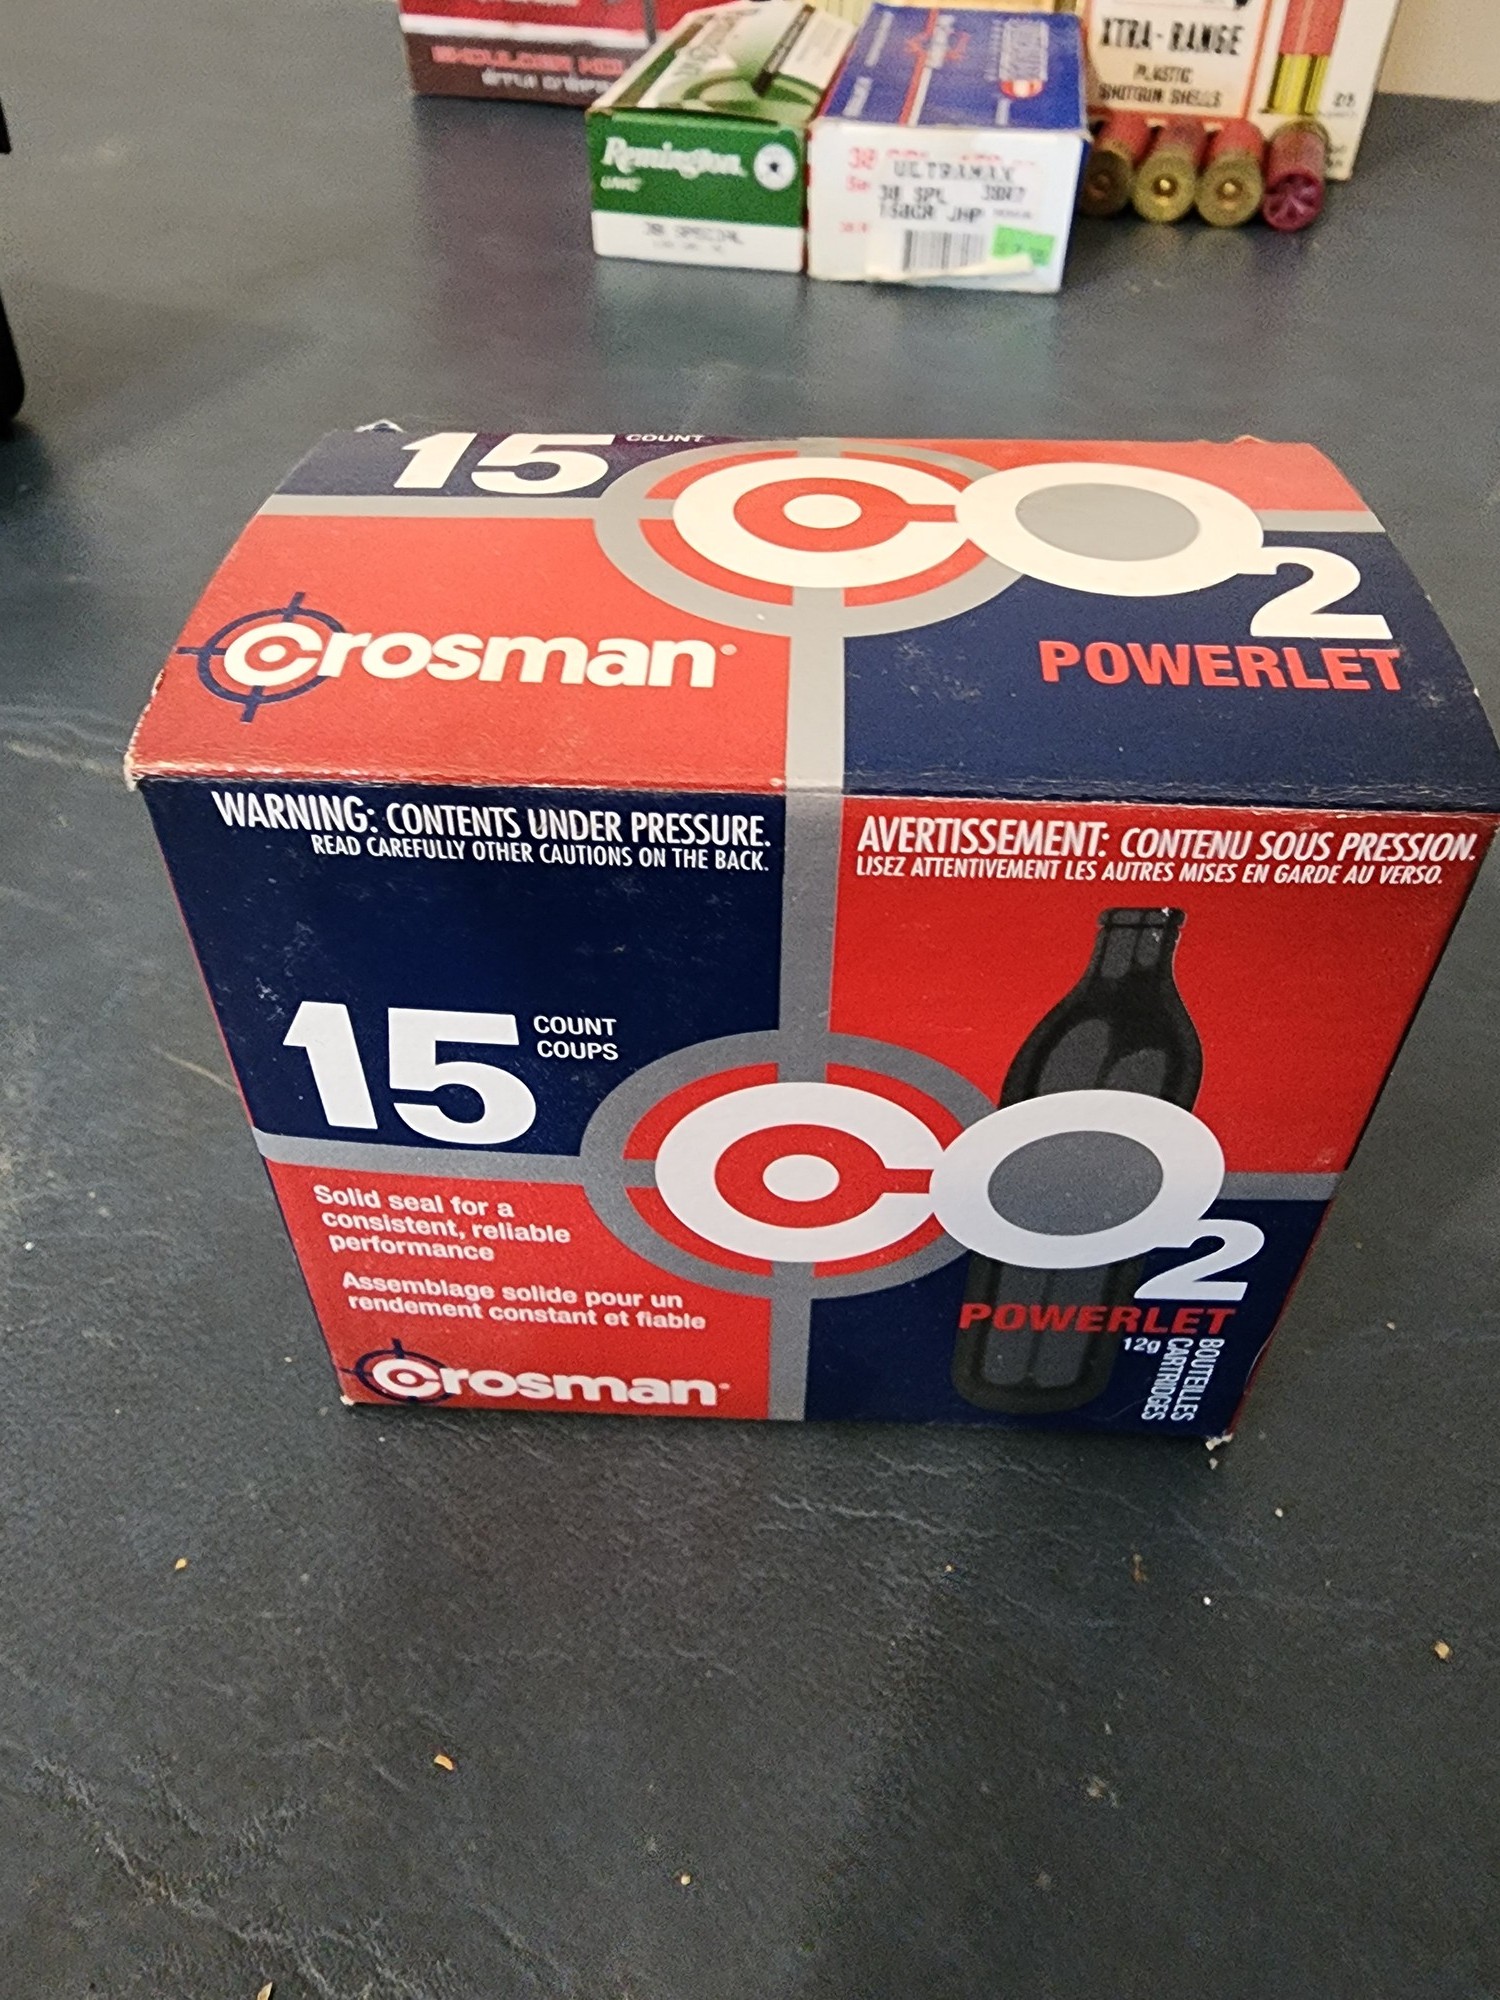 XTRA-RANGE
PLASTIC
SHOTGUN SHELLS
Remington
UMC
38 SPECIAL
ULTRAMAX
38 SPL
JHP
15 COUNT
CO2
POWERLET
Crosman
WARNING: CONTENTS UNDER PRESSURE.
READ CAREFULLY OTHER CAUTIONS ON THE BACK.
AVERTISSEMENT: CONTENU SOUS PRESSION.
LISEZ ATTENTIVEMENT LES AUTRES MISES EN GARDE AU VERSO.
15 COUNT
COUPS
CO2
POWERLET
12g
BOUTEILLES
CARTRIDGES
Solid seal for a
consistent, reliable
performance
Assemblage solide pour un
rendement constant et fiable
Crosman